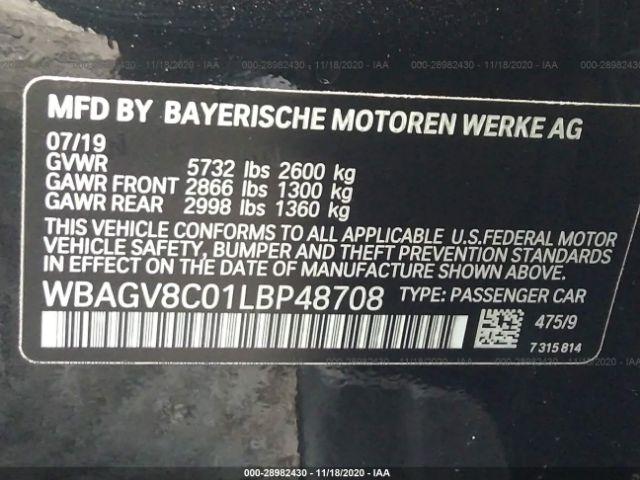 000-28982430 - 11/18/2020 - IAA
MFD BY BAYERISCHE MOTOREN WERKE AG
07/19
GVWR 5732 lbs 2600 kg
GAWR FRONT 2866 lbs 1300 kg
GAWR REAR 2998 lbs 1360 kg
THIS VEHICLE CONFORMS TO ALL APPLICABLE U.S.FEDERAL MOTOR
VEHICLE SAFETY, BUMPER AND THEFT PREVENTION STANDARDS
IN EFFECT ON THE DATE OF MANUFACTURE SHOWN ABOVE.
WBAGV8C01LBP48708 TYPE: PASSENGER CAR
475/9
7 315 814
000-28982430 - 11/18/2020 - IAA